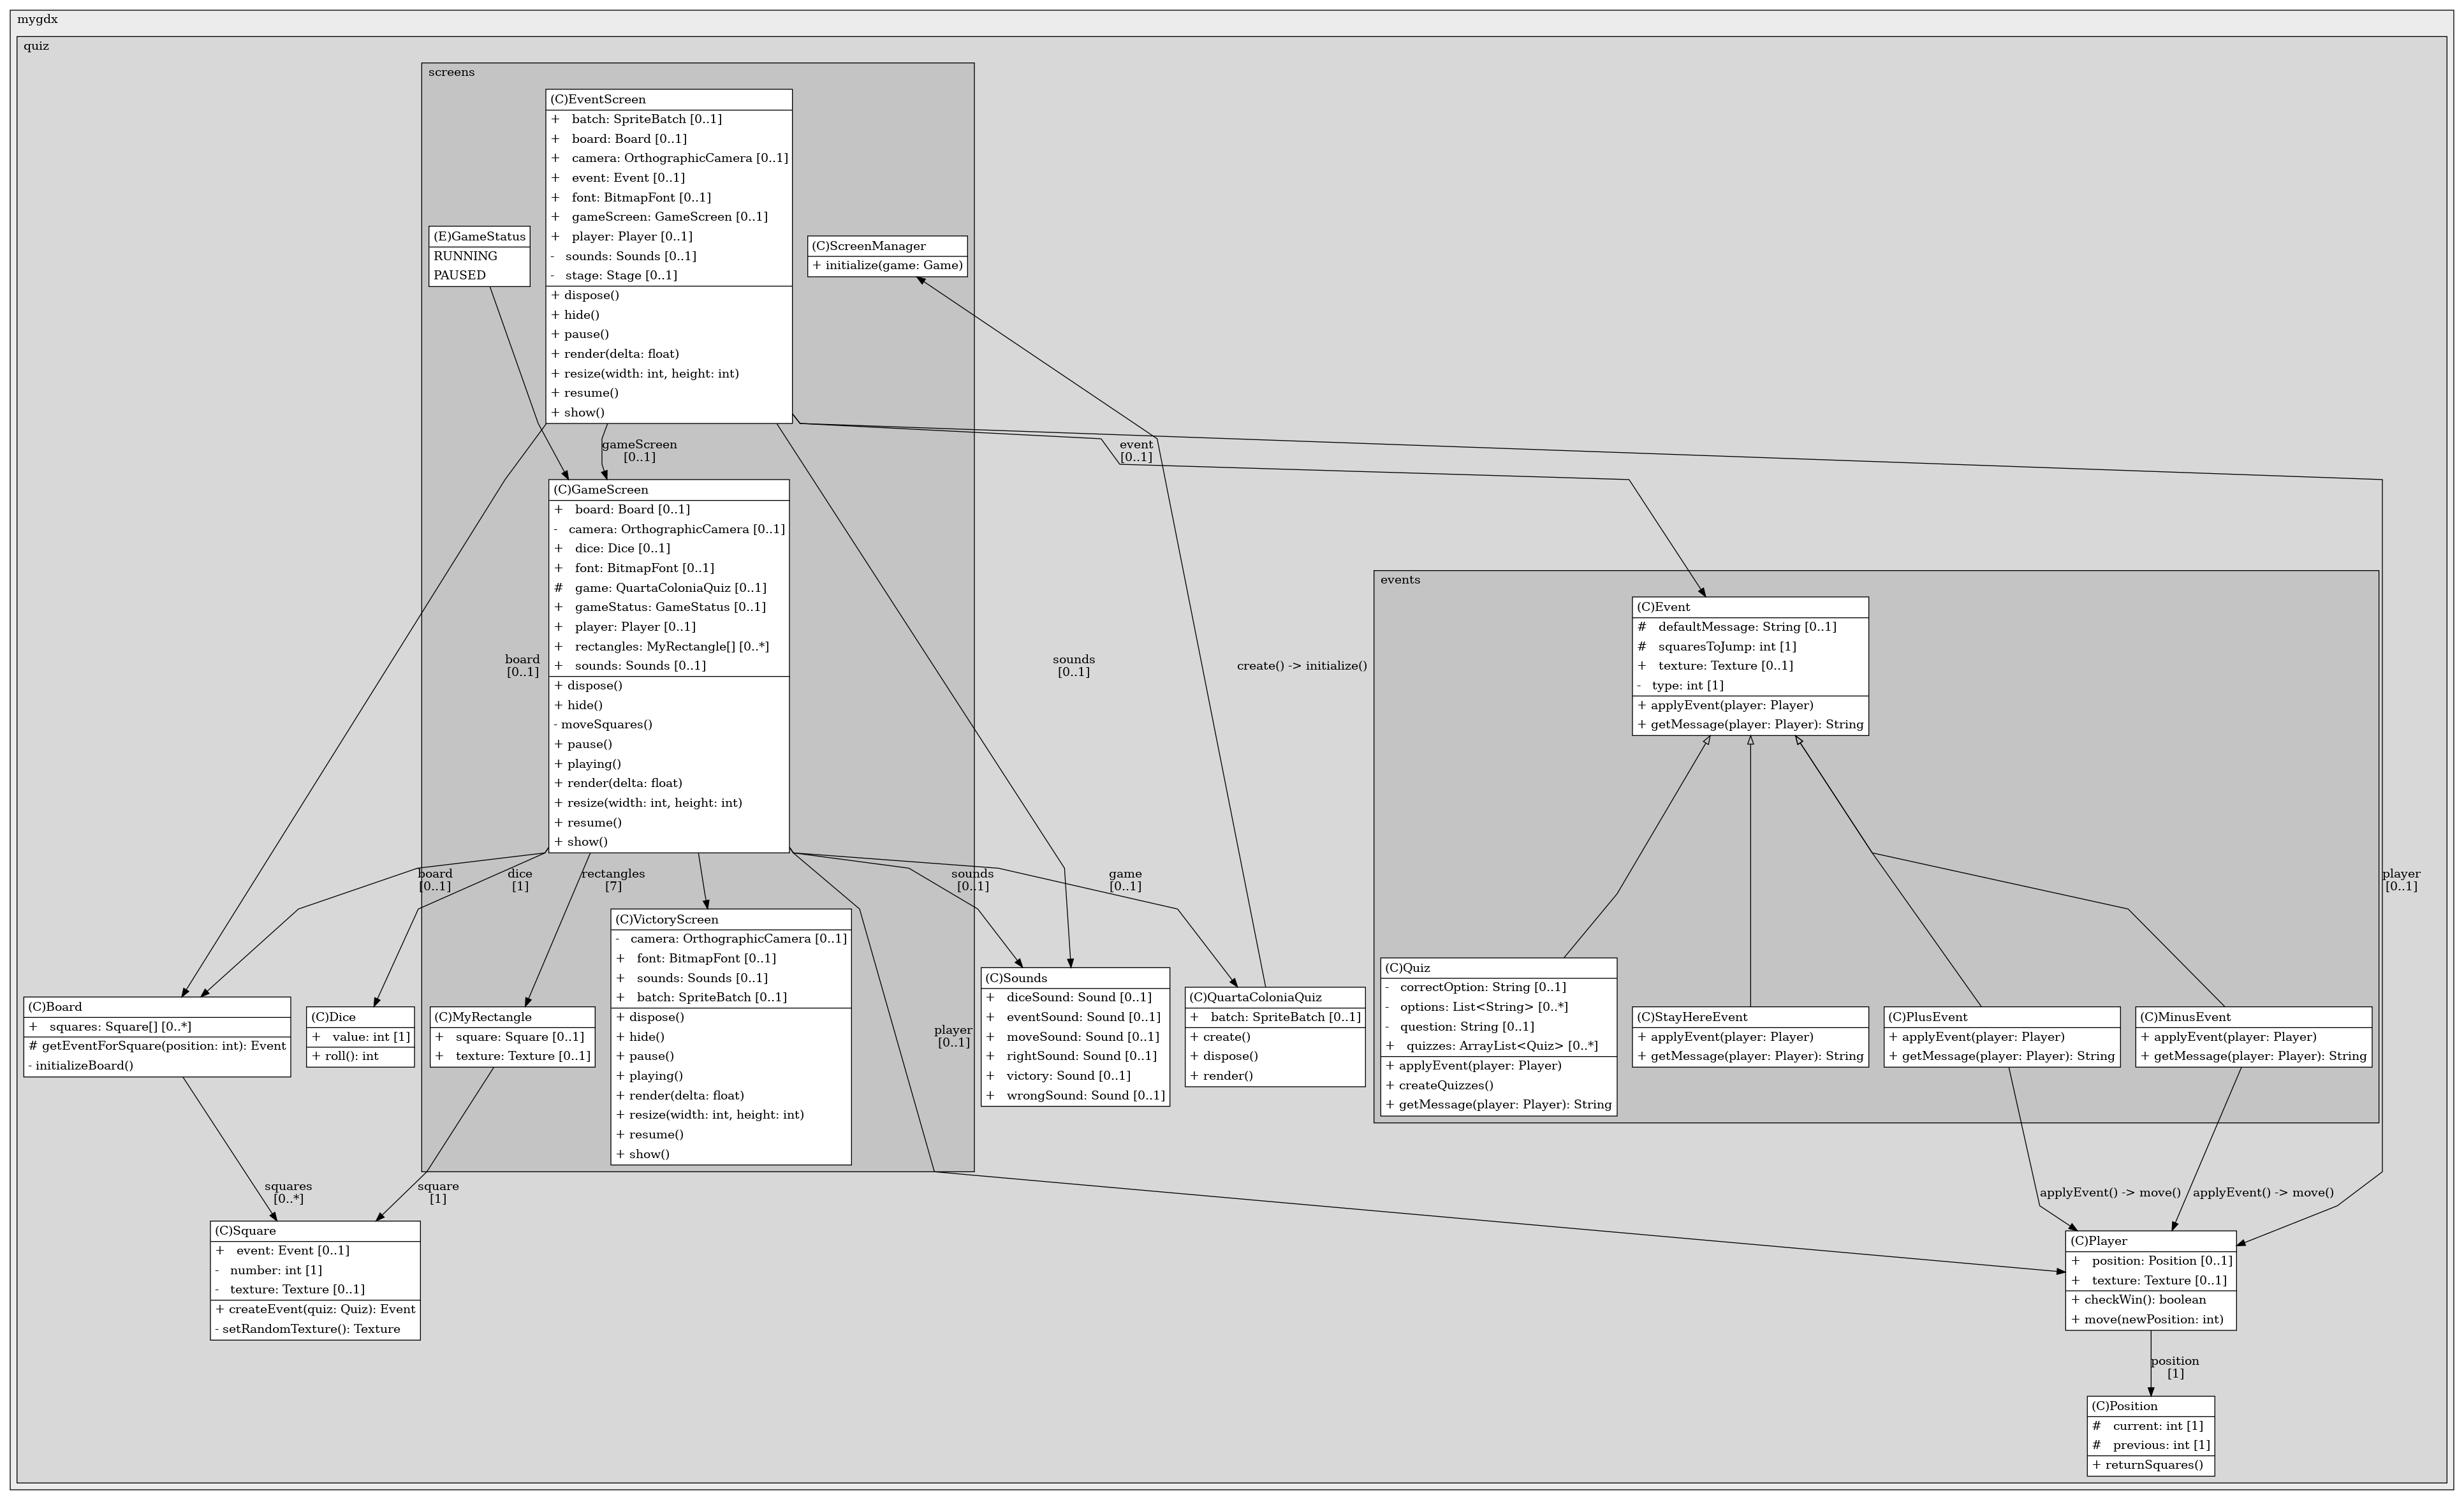 mygdx
quiz
screens
(C)EventScreen
+ batch: SpriteBatch [0..1]
+ board: Board [0..1]
+ camera: OrthographicCamera [0..1]
+ event: Event [0..1]
+ font: BitmapFont [0..1]
+ gameScreen: GameScreen [0..1]
+ player: Player [0..1]
- sounds: Sounds [0..1]
- stage: Stage [0..1]
+ dispose()
+ hide()
+ pause()
+ render(delta: float)
+ resize(width: int, height: int)
+ resume()
+ show()
(E)GameStatus
RUNNING
PAUSED
(C)ScreenManager
+ initialize(game: Game)
gameScreen
[0..1]
event
[0..1]
(C)GameScreen
+ board: Board [0..1]
- camera: OrthographicCamera [0..1]
+ dice: Dice [0..1]
+ font: BitmapFont [0..1]
# game: QuartaColoniaQuiz [0..1]
+ gameStatus: GameStatus [0..1]
+ player: Player [0..1]
+ rectangles: MyRectangle[] [0..*]
+ sounds: Sounds [0..1]
+ dispose()
+ hide()
- moveSquares()
+ pause()
+ playing()
+ render(delta: float)
+ resize(width: int, height: int)
+ resume()
+ show()
board
[0..1]
sounds
[0..1]
create() -> initialize()
events
(C)Event
# defaultMessage: String [0..1]
# squaresToJump: int [1]
+ texture: Texture [0..1]
- type: int [1]
+ applyEvent(player: Player)
+ getMessage(player: Player): String
board
[0..1]
dice
[1]
rectangles
[7]
sounds
[0..1]
game
[0..1]
player
[0..1]
(C)VictoryScreen
- camera: OrthographicCamera [0..1]
+ font: BitmapFont [0..1]
+ sounds: Sounds [0..1]
+ batch: SpriteBatch [0..1]
+ dispose()
+ hide()
+ pause()
+ playing()
+ render(delta: float)
+ resize(width: int, height: int)
+ resume()
+ show()
(C)Board
+ squares: Square[] [0..*]
# getEventForSquare(position: int): Event
- initializeBoard()
(C)Dice
+ value: int [1]
+ roll(): int
(C)MyRectangle
+ square: Square [0..1]
+ texture: Texture [0..1]
player
[0..1]
(C)Sounds
+ diceSound: Sound [0..1]
+ eventSound: Sound [0..1]
+ moveSound: Sound [0..1]
+ rightSound: Sound [0..1]
+ victory: Sound [0..1]
+ wrongSound: Sound [0..1]
(C)QuartaColoniaQuiz
+ batch: SpriteBatch [0..1]
+ create()
+ dispose()
+ render()
(C)Quiz
- correctOption: String [0..1]
- options: List<String> [0..*]
- question: String [0..1]
+ quizzes: ArrayList<Quiz> [0..*]
+ applyEvent(player: Player)
+ createQuizzes()
+ getMessage(player: Player): String
(C)StayHereEvent
+ applyEvent(player: Player)
+ getMessage(player: Player): String
(C)PlusEvent
+ applyEvent(player: Player)
+ getMessage(player: Player): String
(C)MinusEvent
+ applyEvent(player: Player)
+ getMessage(player: Player): String
squares
[0..*]
square
[1]
applyEvent() -> move()
applyEvent() -> move()
(C)Square
+ event: Event [0..1]
- number: int [1]
- texture: Texture [0..1]
+ createEvent(quiz: Quiz): Event
- setRandomTexture(): Texture
(C)Player
+ position: Position [0..1]
+ texture: Texture [0..1]
+ checkWin(): boolean
+ move(newPosition: int)
position
[1]
(C)Position
# current: int [1]
# previous: int [1]
+ returnSquares()